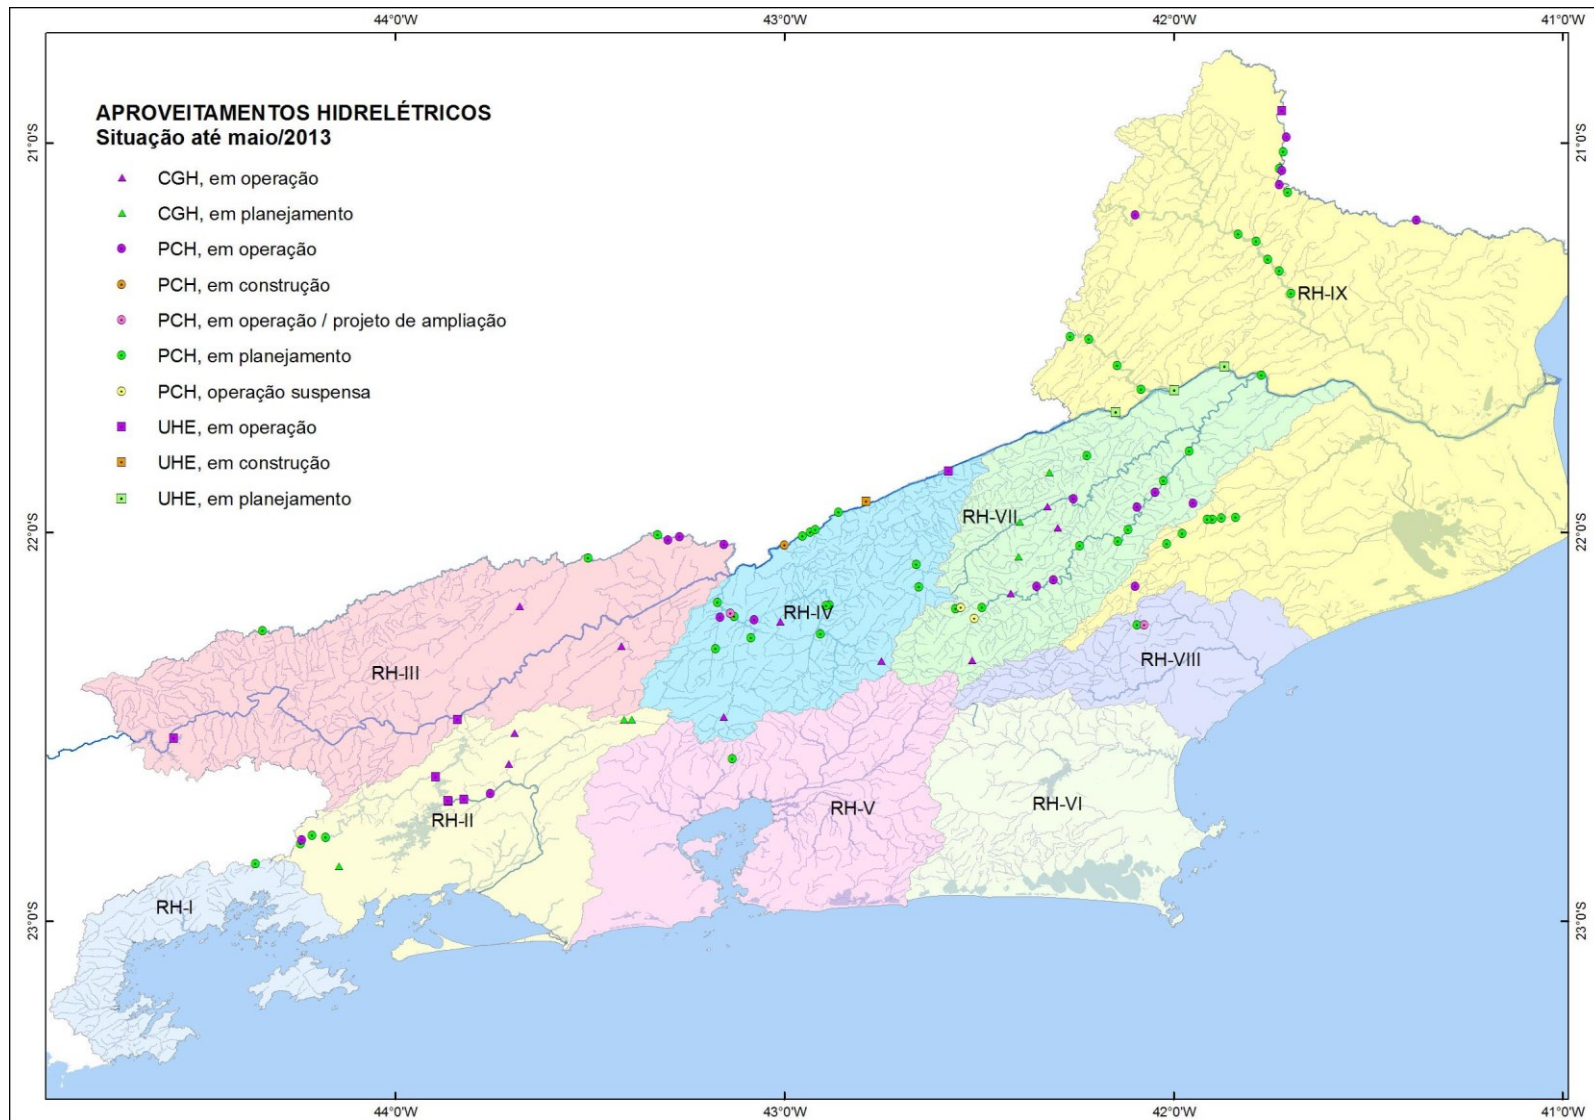 44°0'W 43°0'W 42°0'W 41°0'W
APROVEITAMENTOS HIDRELÉTRICOS
Situação até maio/2013
21°0'S 21°0'S
CGH, em operação
CGH, em planejamento
PCH, em operação
PCH, em construção
RH-IX
PCH, em operação / projeto de ampliação
PCH, em planejamento
PCH, operação suspensa
UHE, em operação
UHE, em construção
UHE, em planejamento
22°0'S 22°0'S
RH-VII
RH-IV
RH-VIII
RH-III
RH-VI
RH-V
RH-II
RH-I
23°0'S 23°0'S
44°0'W 43°0'W 42°0'W 41°0'W